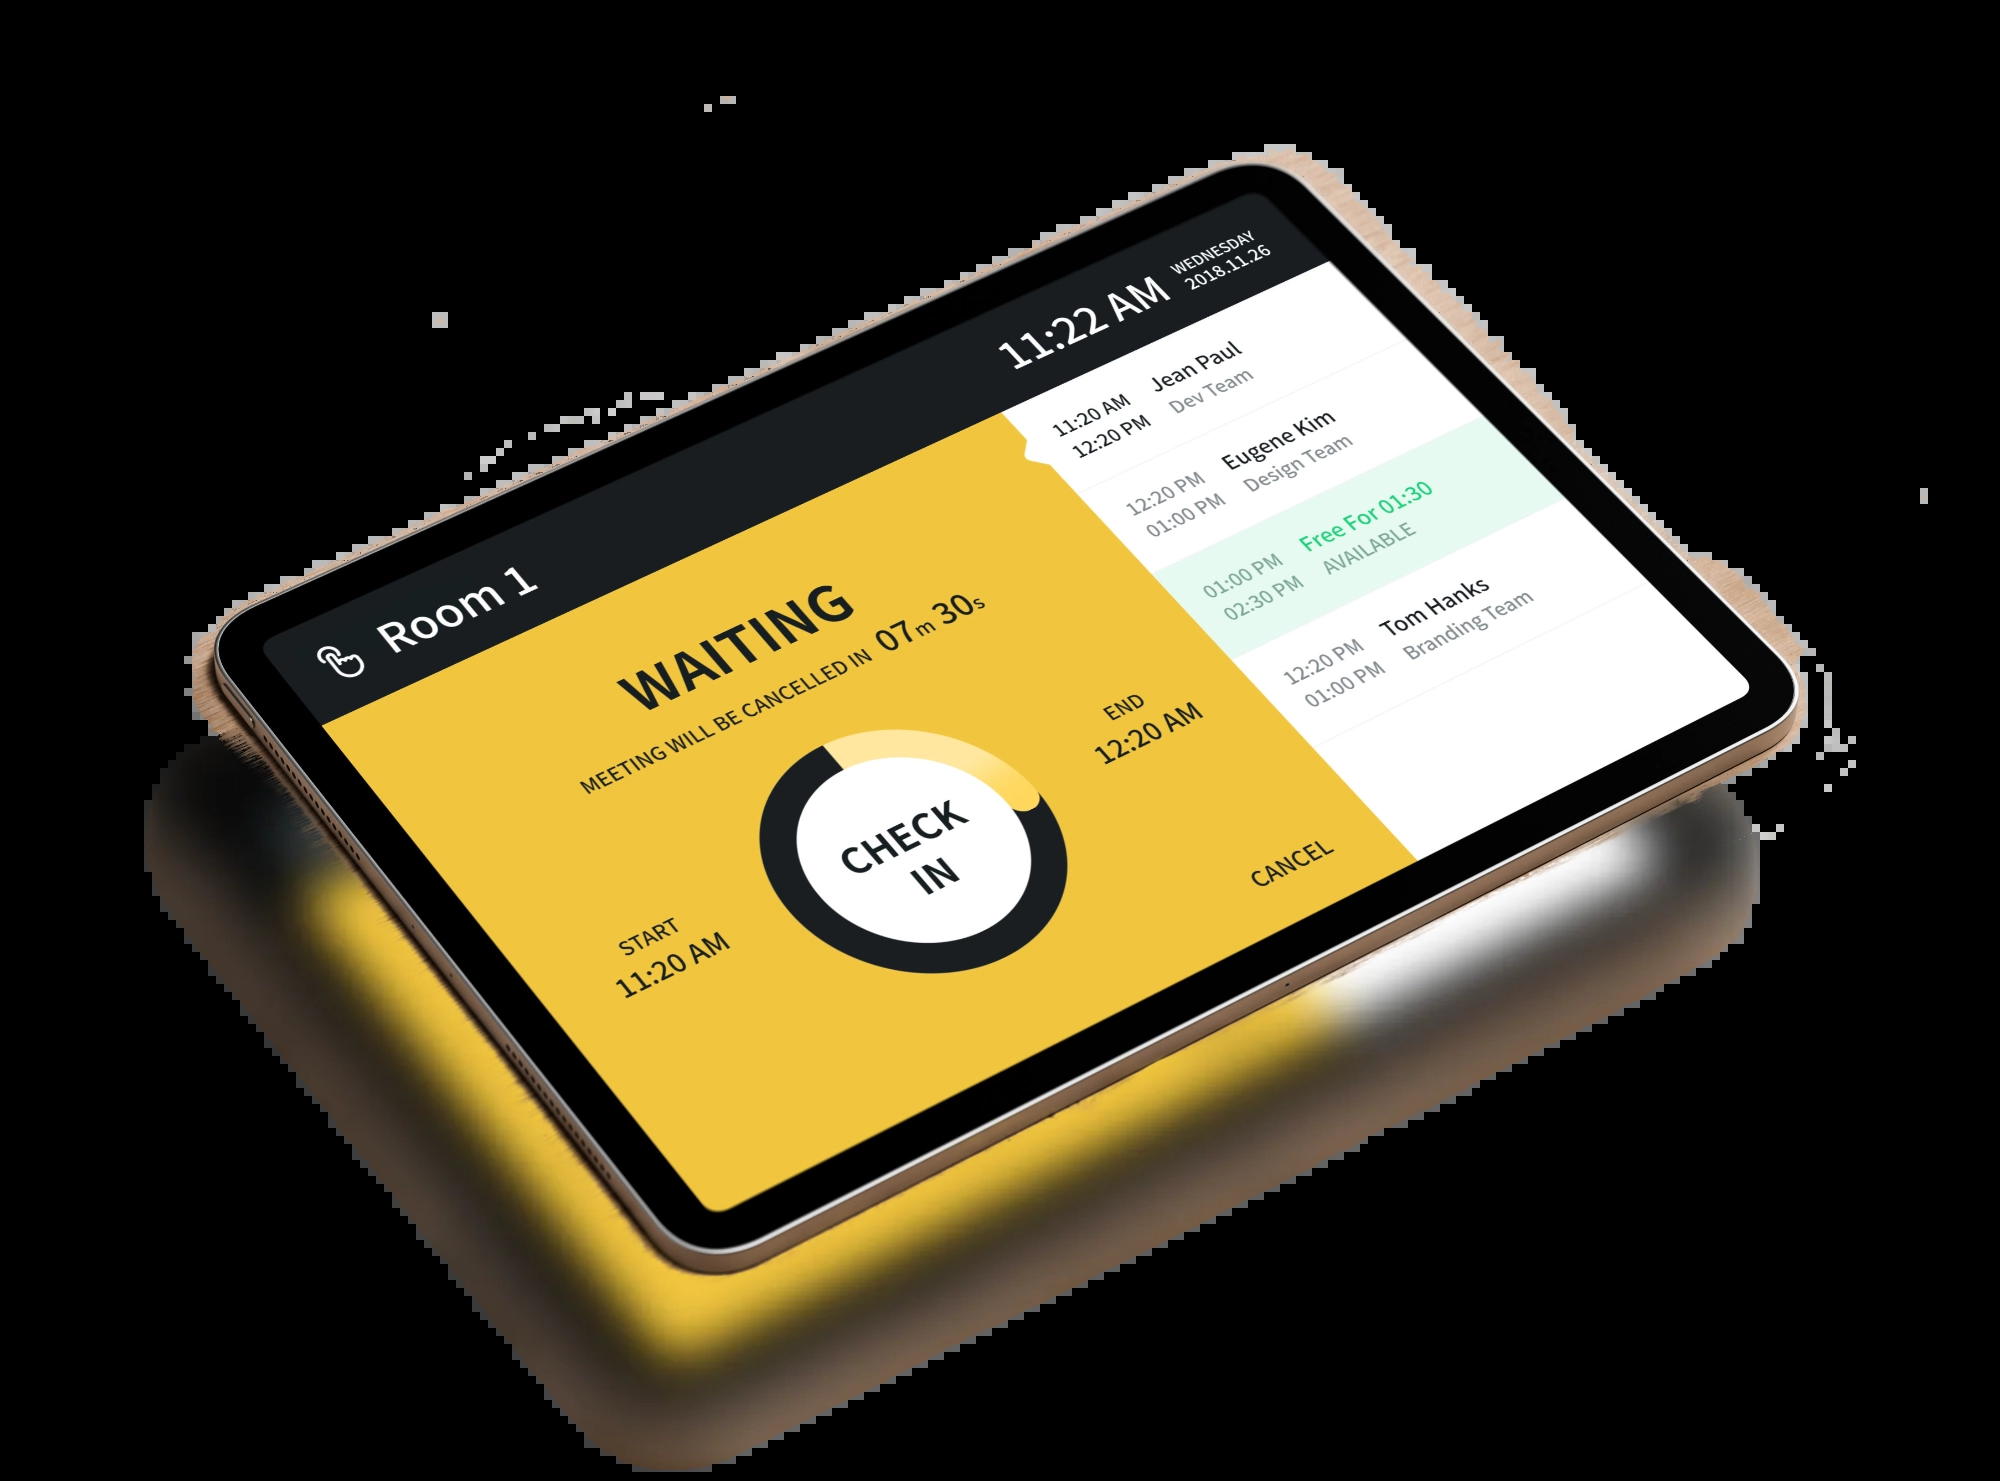 Room 1
11:22 AM
WEDNESDAY
2018.11.26
WAITING
MEETING WILL BE CANCELLED IN 07m 30s
CHECK
IN
START
11:20 AM
END
12:20 AM
CANCEL
11:20 AM Jean Paul
12:20 PM Dev Team
12:20 PM Eugene Kim
01:00 PM Design Team
01:00 PM Free For 01:30
02:30 PM AVAILABLE
12:20 PM Tom Hanks
01:00 PM Branding Team